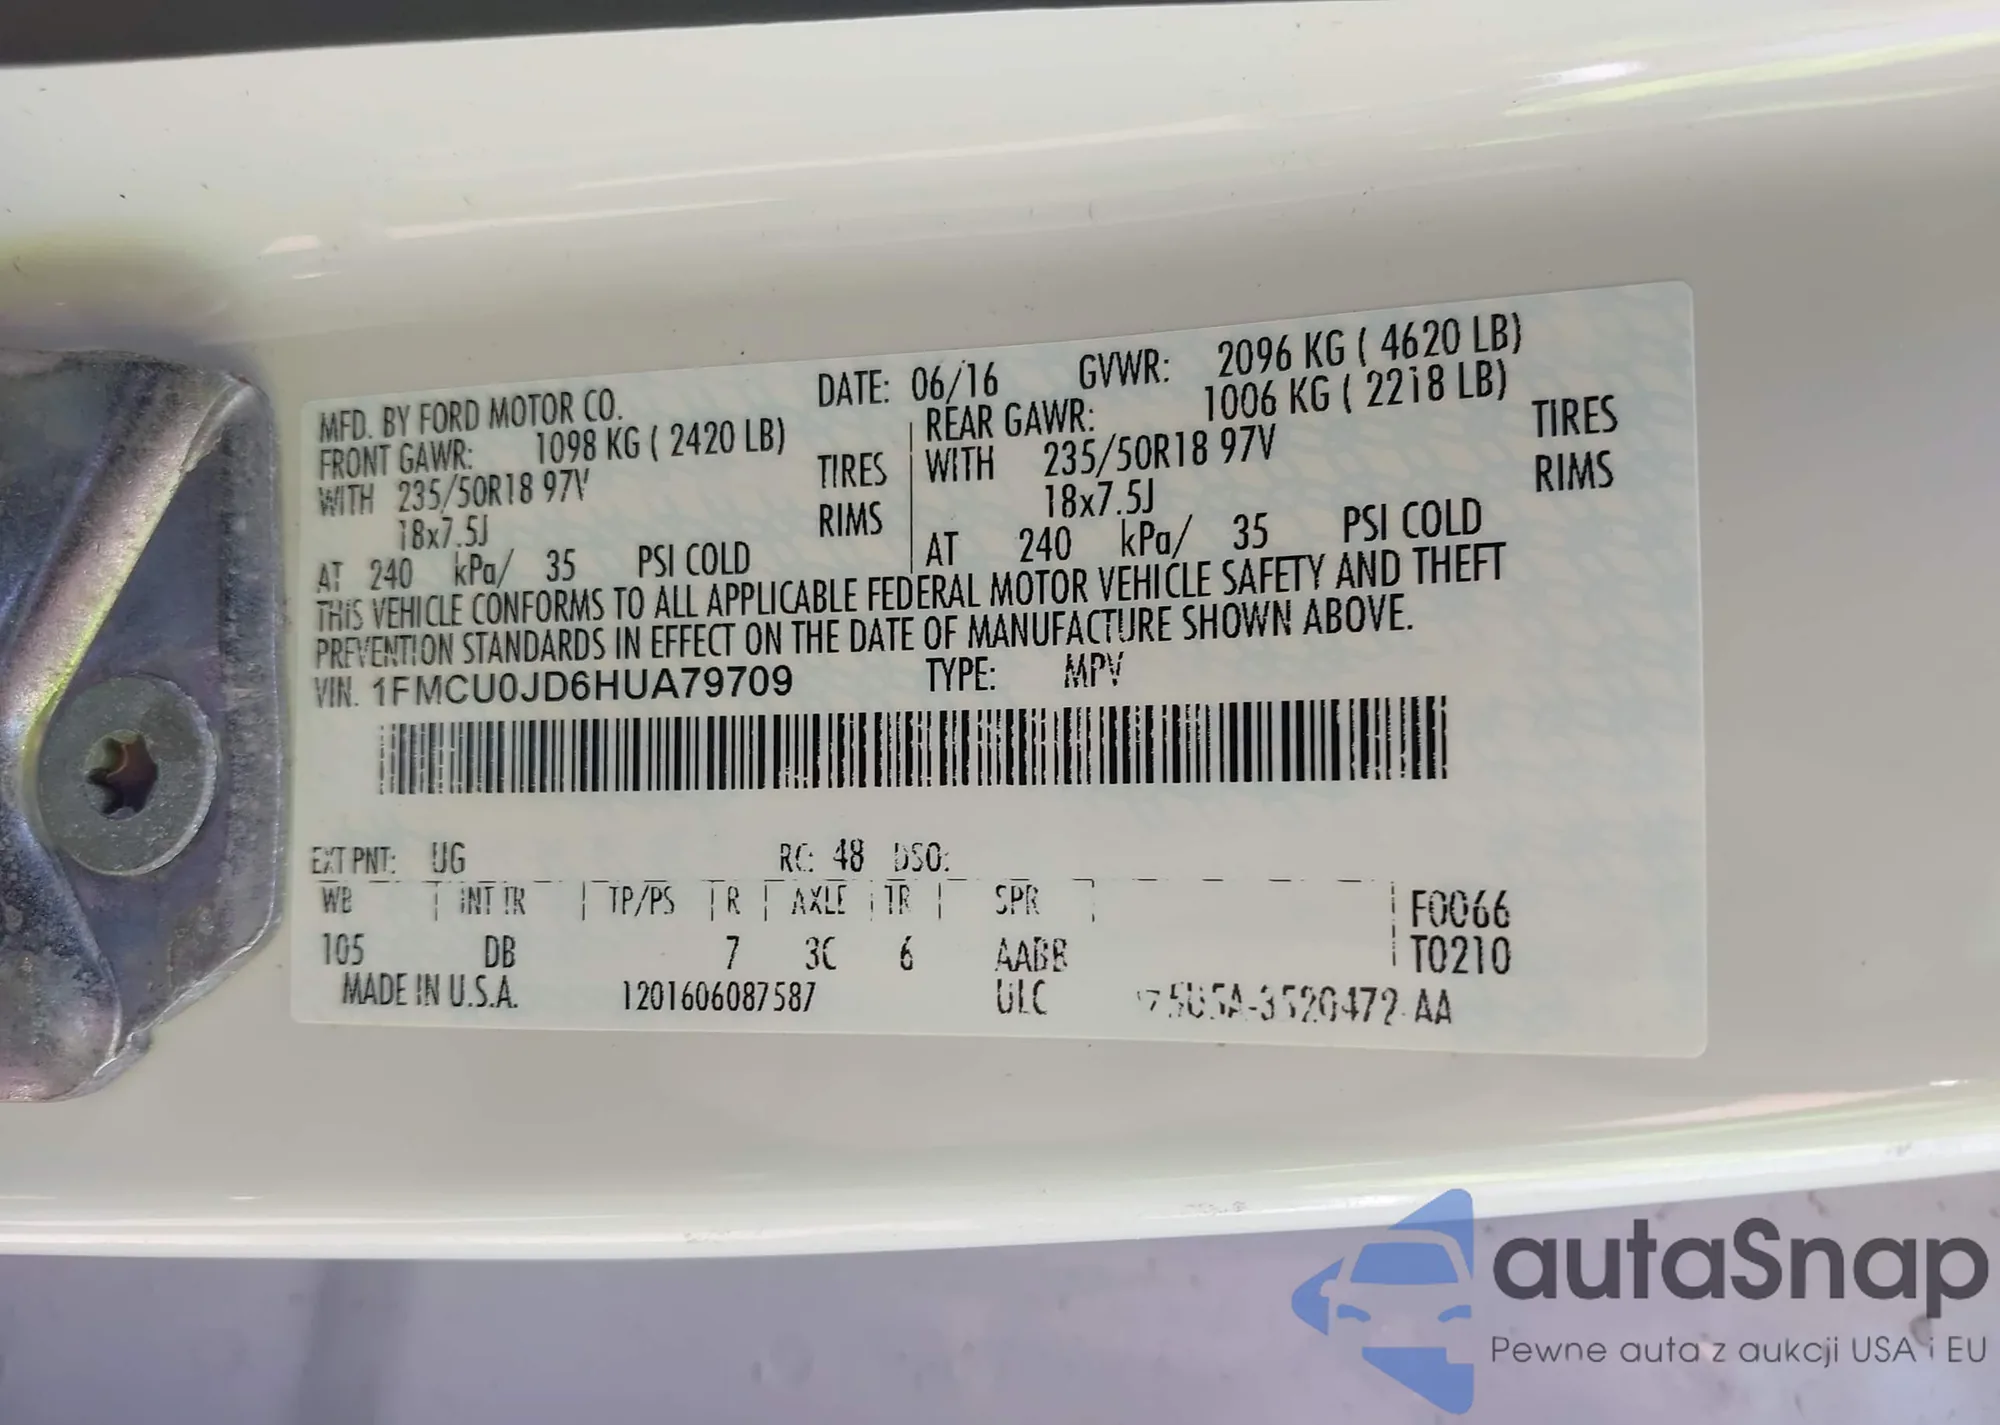 MFD. BY FORD MOTOR CO. DATE: 06/16 GVWR: 2096 KG ( 4620 LB)
FRONT GAWR: 1098 KG ( 2420 LB) REAR GAWR: 1006 KG ( 2218 LB)
WITH 235/50R18 97V TIRES WITH 235/50R18 97V TIRES
18x7.5J RIMS 18x7.5J RIMS
AT 240 kPa/ 35 PSI COLD AT 240 kPa/ 35 PSI COLD
THIS VEHICLE CONFORMS TO ALL APPLICABLE FEDERAL MOTOR VEHICLE SAFETY AND THEFT
PREVENTION STANDARDS IN EFFECT ON THE DATE OF MANUFACTURE SHOWN ABOVE.
VIN. 1FMCU0JD6HUA79709 TYPE: MPV
EXT PNT: UG RC: 48 DSO:
WB INT TR TP/PS R AXLE TR SPR F0066
105 DB 7 3C 6 AABB T0210
MADE IN U.S.A. 1201606087587 ULC
autaSnap
Pewne auta z aukcji USA i EU